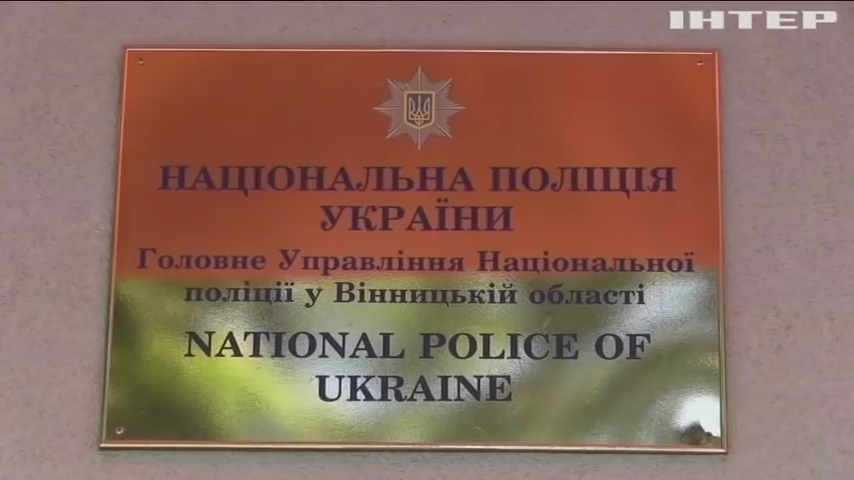 ІНТЕР
НАЦІОНАЛЬНА ПОЛІЦІЯ
УКРАЇНИ
Головне Управління Національної
поліції у Вінницькій області
NATIONAL POLICE OF
UKRAINE